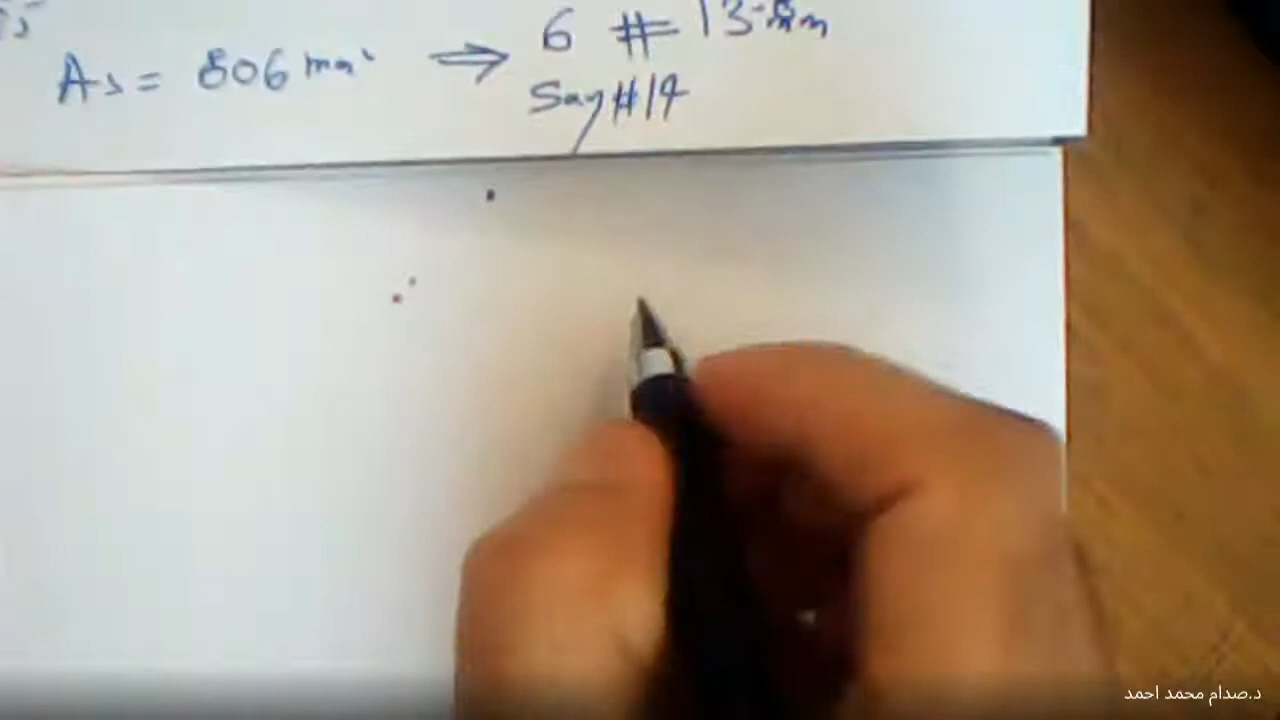 As = 806 mm² ⇒ 6 # 13 mm
Say #14
د.صدام محمد احمد